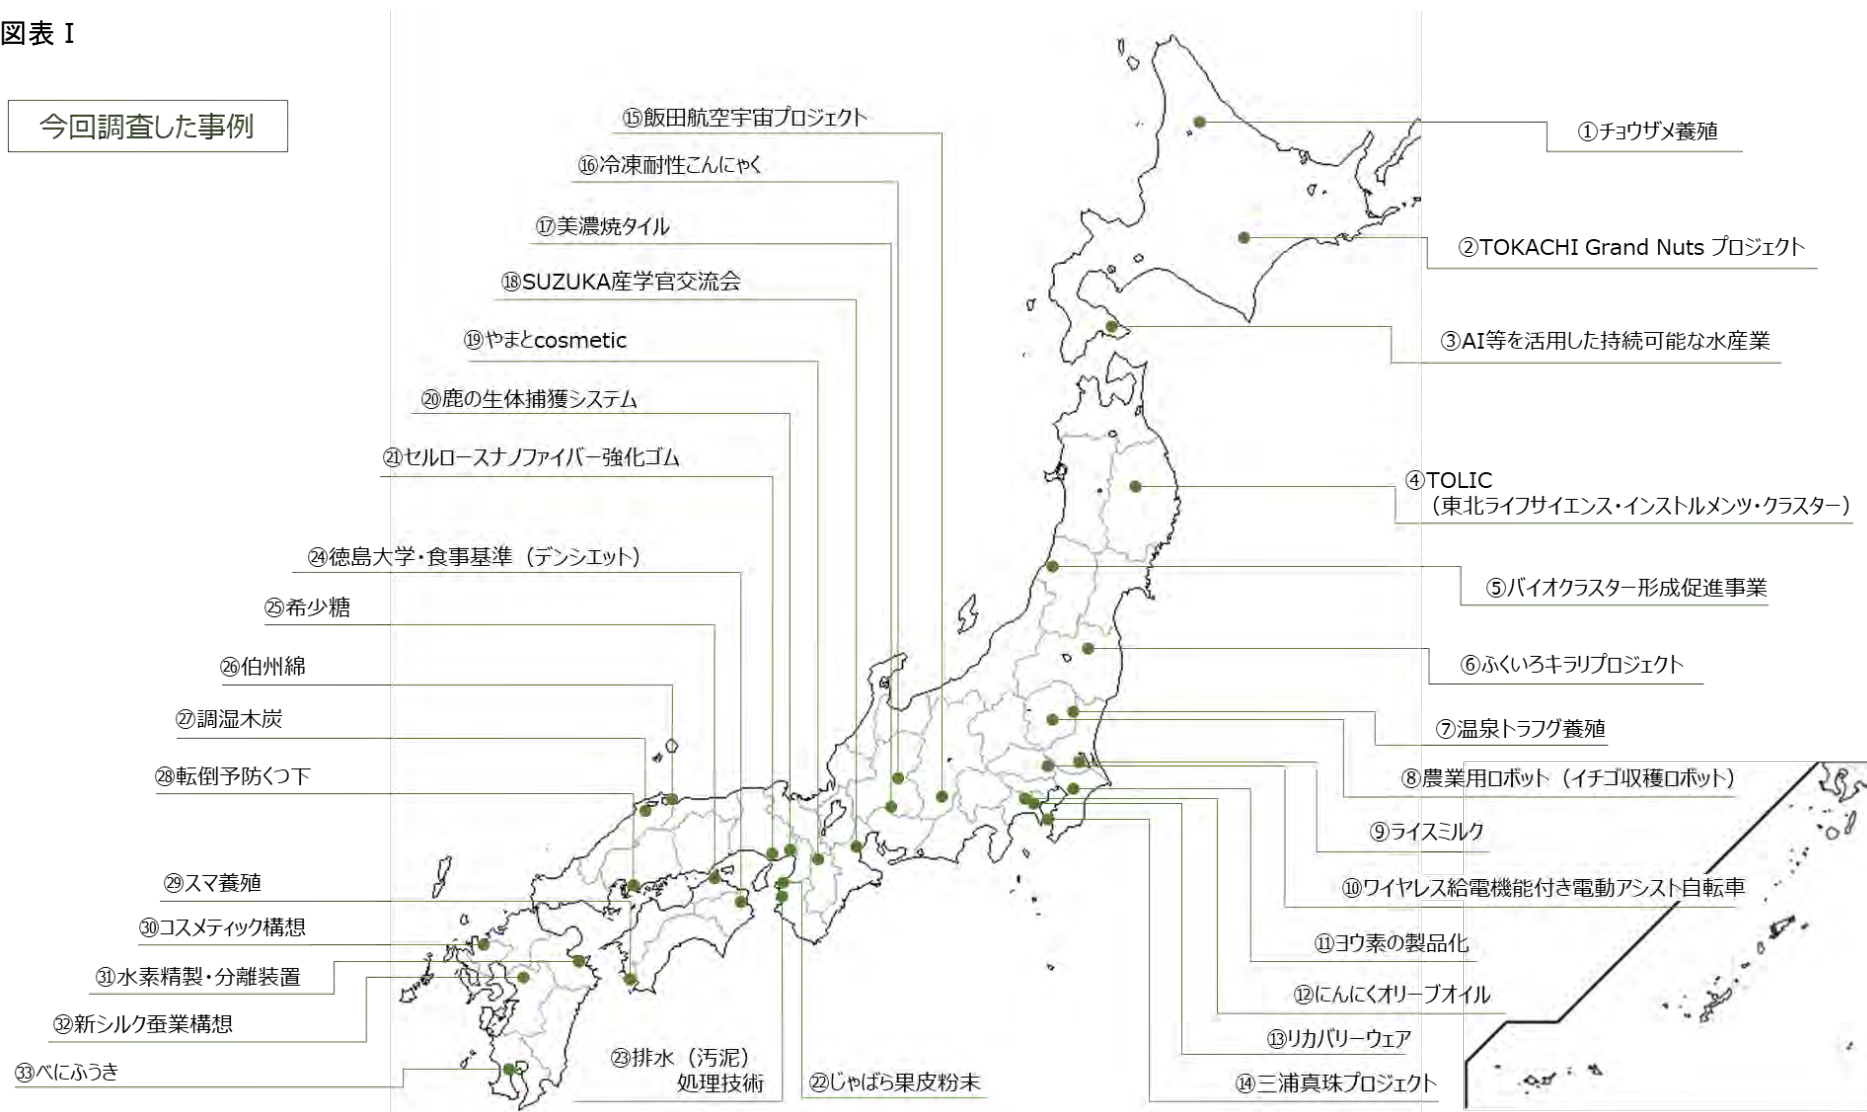 図表Ⅰ
今回調査した事例
①チョウザメ養殖
②TOKACHI Grand Nuts プロジェクト
③AI等を活用した持続可能な水産業
④TOLIC
（東北ライフサイエンス・インストルメンツ・クラスター）
⑤バイオクラスター形成促進事業
⑥ふくいろキラリプロジェクト
⑦温泉トラフグ養殖
⑧農業用ロボット（イチゴ収穫ロボット）
⑨ライスミルク
⑩ワイヤレス給電機能付き電動アシスト自転車
⑪ヨウ素の製品化
⑫にんにくオリーブオイル
⑬リカバリーウェア
⑭三浦真珠プロジェクト
⑮飯田航空宇宙プロジェクト
⑯冷凍耐性こんにゃく
⑰美濃焼タイル
⑱SUZUKA産学官交流会
⑲やまとcosmetic
⑳鹿の生体捕獲システム
㉑セルロースナノファイバー強化ゴム
㉒じゃばら果皮粉末
㉓排水（汚泥）
処理技術
㉔徳島大学・食事基準（デンシエット）
㉕希少糖
㉖伯州綿
㉗調湿木炭
㉘転倒予防くつ下
㉙スマ養殖
㉚コスメティック構想
㉛水素精製・分離装置
㉜新シルク蚕業構想
㉝べにふうき